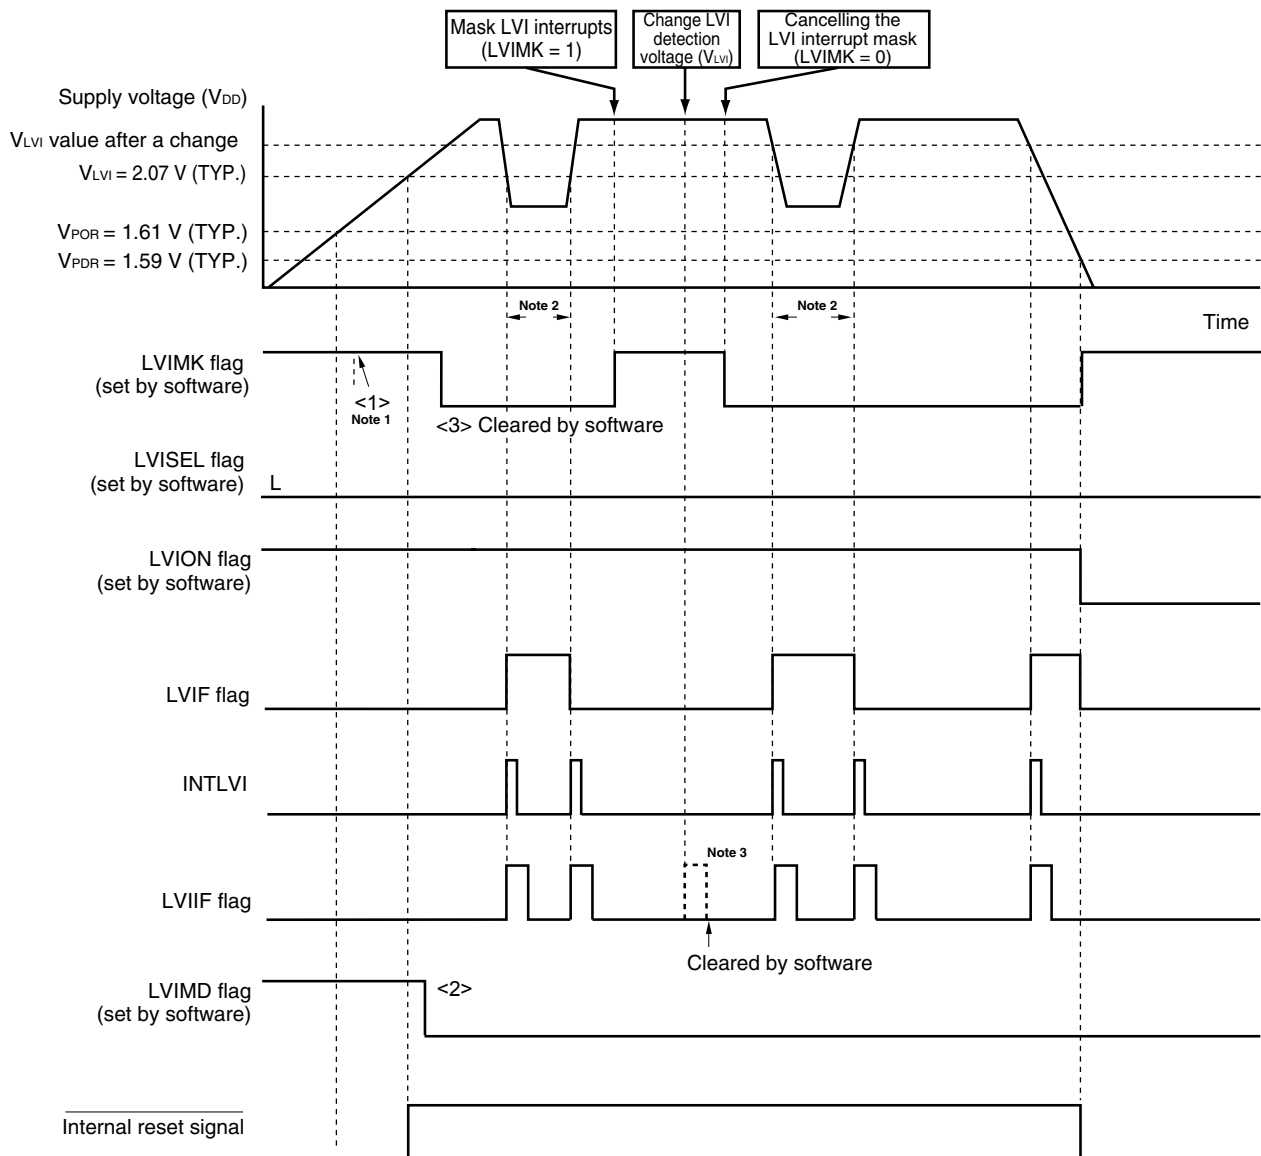 Mask LVI interrupts
(LVIMK = 1)
Change LVI
detection
voltage (VLVI)
Cancelling the
LVI interrupt mask
(LVIMK = 0)
Supply voltage (VDD)
VLVI value after a change
VLVI = 2.07 V (TYP.)
VPOR = 1.61 V (TYP.)
VPDR = 1.59 V (TYP.)
Note 2
Note 2
Time
LVIMK flag
(set by software)
<1>
Note 1
<3> Cleared by software
LVISEL flag
(set by software)
L
LVION flag
(set by software)
LVIF flag
INTLVI
Note 3
LVIIF flag
Cleared by software
LVIMD flag
(set by software)
<2>
Internal reset signal